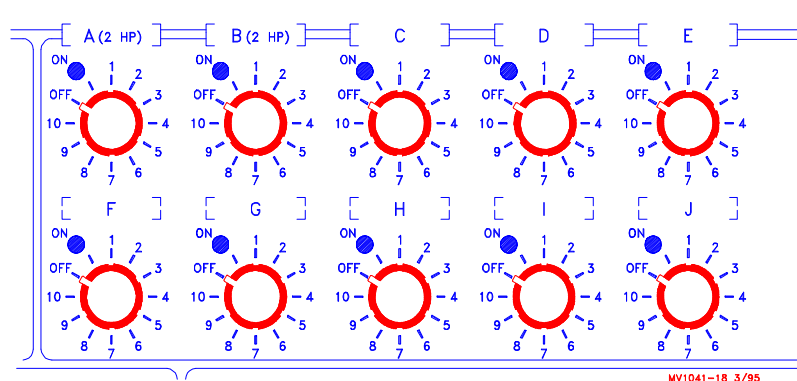 A (2 HP) B (2 HP) C D E
ON ON ON ON ON
1 1 1 1 1
2 2 2 2 2
OFF 3 OFF 3 OFF 3 OFF 3 OFF 3
10 4 10 4 10 4 10 4 10 4
9 5 9 5 9 5 9 5 9 5
8 6 8 6 8 6 8 6 8 6
7 7 7 7 7
F G H I J
ON ON ON ON ON
1 1 1 1 1
2 2 2 2 2
OFF 3 OFF 3 OFF 3 OFF 3 OFF 3
10 4 10 4 10 4 10 4 10 4
9 5 9 5 9 5 9 5 9 5
8 6 8 6 8 6 8 6 8 6
7 7 7 7 7
MV1041-18 3/95